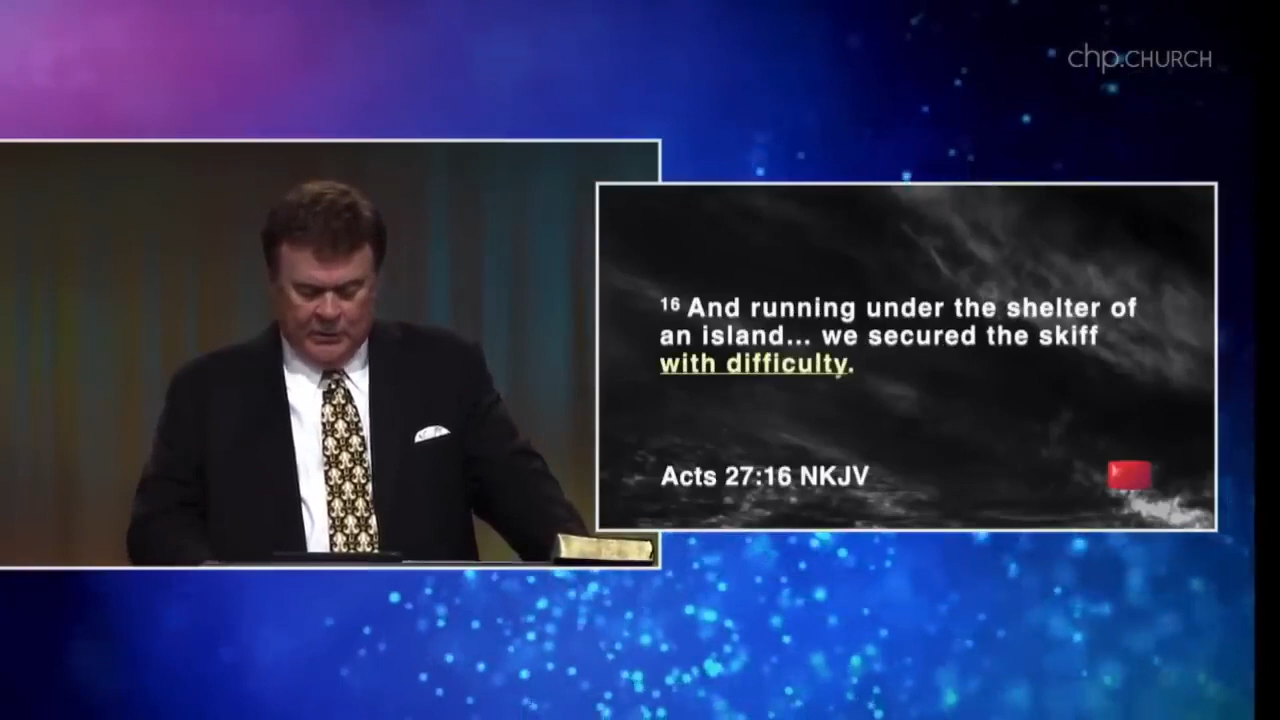 chp.CHURCH
16 And running under the shelter of
an island... we secured the skiff
with difficulty.
Acts 27:16 NKJV